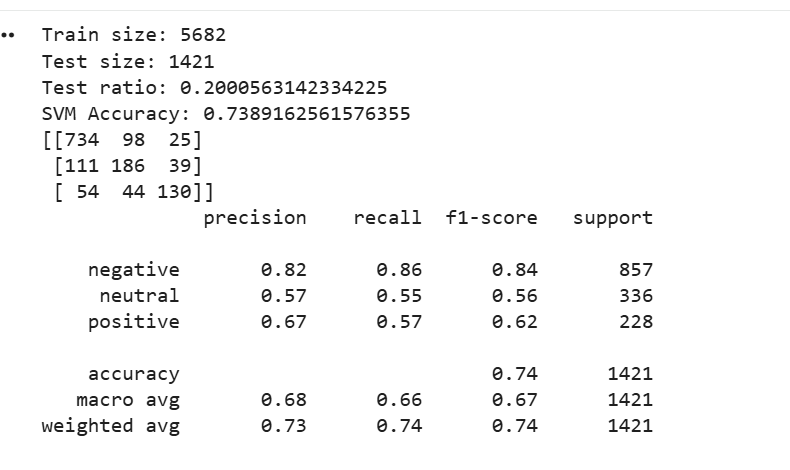 Train size: 5682
Test size: 1421
Test ratio: 0.2000563142334225
SVM Accuracy: 0.7389162561576355
[[734  98  25]
 [111 186  39]
 [ 54  44 130]]
              precision    recall  f1-score   support

    negative       0.82      0.86      0.84       857
     neutral       0.57      0.55      0.56       336
    positive       0.67      0.57      0.62       228

    accuracy                           0.74      1421
   macro avg       0.68      0.66      0.67      1421
weighted avg       0.73      0.74      0.74      1421